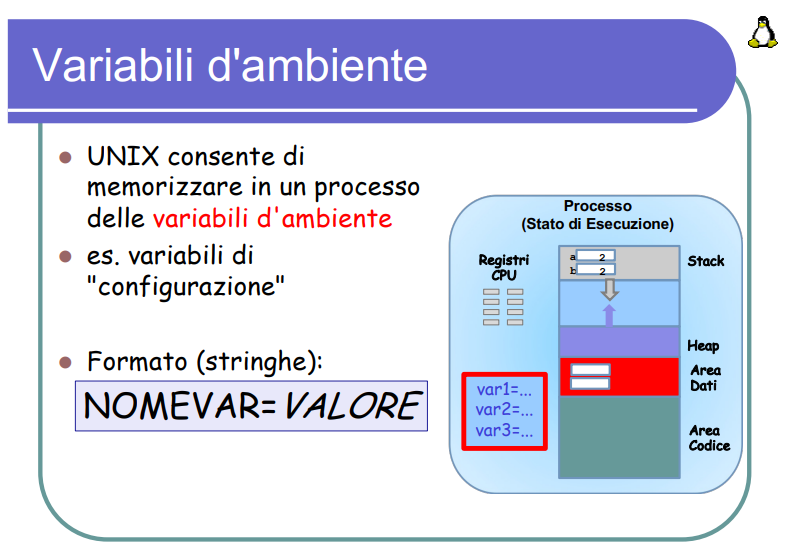 Variabili d'ambiente
UNIX consente di
memorizzare in un processo
delle variabili d'ambiente
es. variabili di
"configurazione"
Formato (stringhe):
NOMEVAR=VALORE
Processo
(Stato di Esecuzione)
Registri
CPU
a 2
b 2
Stack
Heap
Area
Dati
var1=...
var2=...
var3=...
Area
Codice